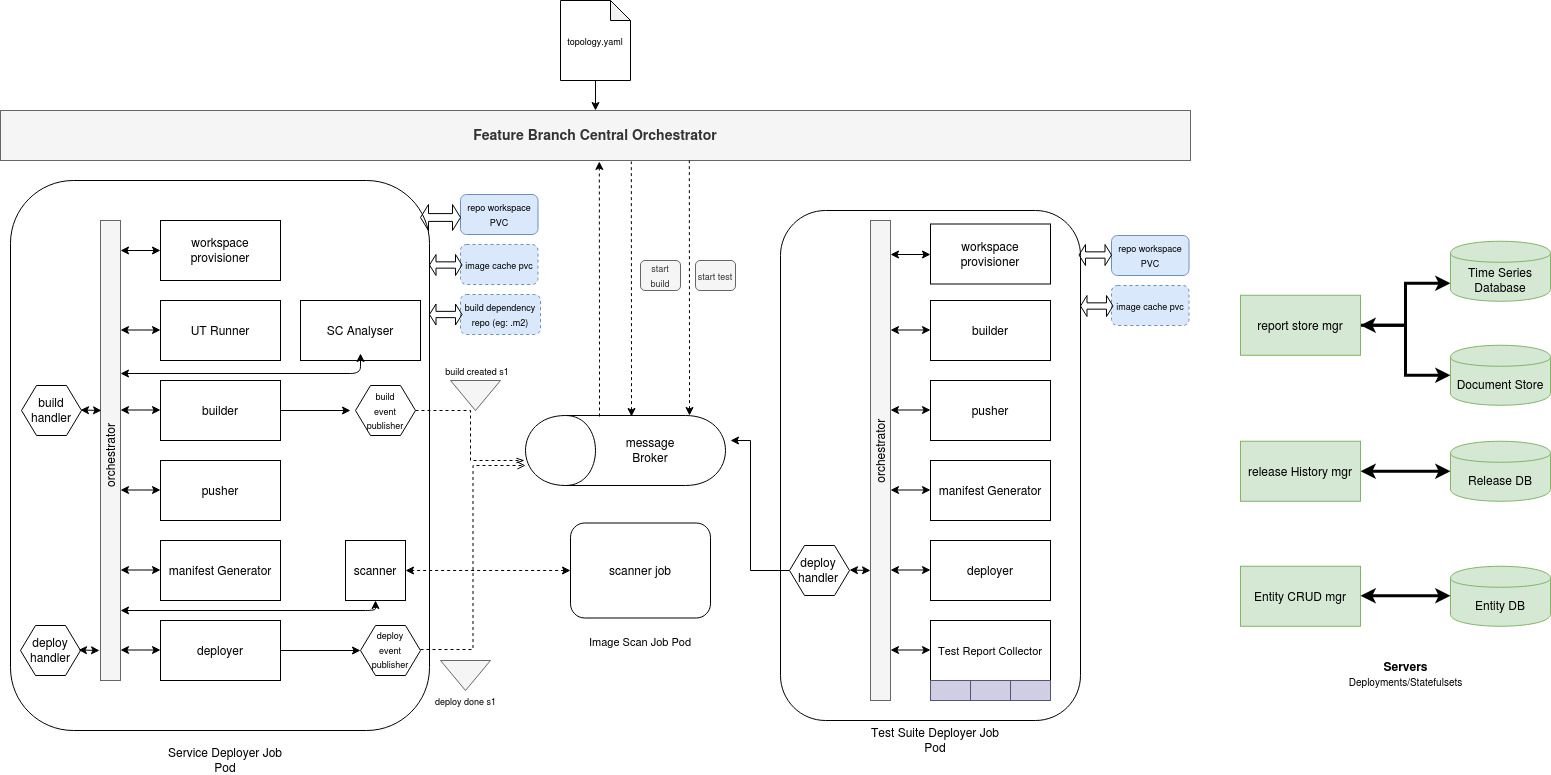 topology.yaml
Feature Branch Central Orchestrator
workspace
provisioner
UT Runner
SC Analyser
build
handler
orchestrator
builder
build
event
publisher
pusher
manifest Generator
scanner
deploy
handler
deployer
deploy
event
publisher
Service Deployer Job
Pod
repo workspace
PVC
image cache pvc
build dependency
repo (eg: .m2)
build created s1
deploy done s1
start
build
start test
message
Broker
scanner job
Image Scan Job Pod
workspace
provisioner
builder
pusher
orchestrator
manifest Generator
deploy
handler
deployer
Test Report Collector
Test Suite Deployer Job
Pod
repo workspace
PVC
image cache pvc
report store mgr
Time Series
Database
Document Store
release History mgr
Release DB
Entity CRUD mgr
Entity DB
Servers
Deployments/Statefulsets